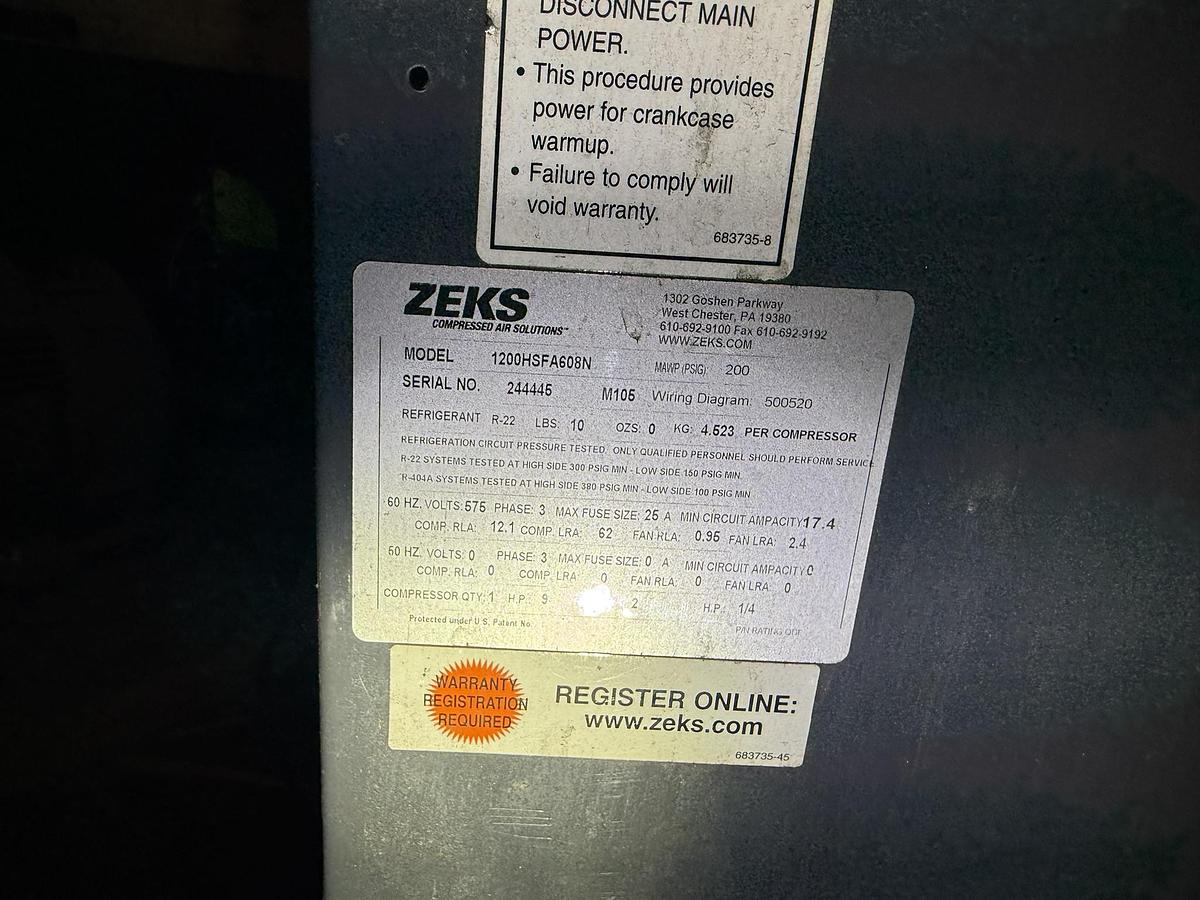 DISCONNECT MAIN
POWER.
• This procedure provides
power for crankcase
warmup.
• Failure to comply will
void warranty.
683735-8
ZEKS
COMPRESSED AIR SOLUTIONS™
1302 Goshen Parkway
West Chester, PA 19380
610-692-9100 Fax 610-692-9192
WWW.ZEKS.COM
MODEL 1200HSFA608N MAWP (PSIG) 200
SERIAL NO. 244445 M105 Wiring Diagram: 500520
REFRIGERANT R-22 LBS: 10 OZS: 0 KG: 4.523 PER COMPRESSOR
REFRIGERATION CIRCUIT PRESSURE TESTED. ONLY QUALIFIED PERSONNEL SHOULD PERFORM SERVICE
R-22 SYSTEMS TESTED AT HIGH SIDE 300 PSIG MIN - LOW SIDE 150 PSIG MIN
R-404A SYSTEMS TESTED AT HIGH SIDE 380 PSIG MIN - LOW SIDE 100 PSIG MIN
60 HZ. VOLTS: 575 PHASE: 3 MAX FUSE SIZE: 25 A MIN CIRCUIT AMPACITY 17.4
COMP. RLA: 12.1 COMP. LRA: 62 FAN RLA: 0.95 FAN LRA: 2.4
50 HZ. VOLTS: 0 PHASE: 3 MAX FUSE SIZE: 0 A MIN CIRCUIT AMPACITY 0
COMP. RLA: 0 COMP. LRA: 0 FAN RLA: 0 FAN LRA: 0
COMPRESSOR QTY: 1 H.P.: 9 2 H.P.: 1/4
Protected under U.S. Patent No. P/N RATING
WARRANTY
REGISTRATION
REQUIRED
REGISTER ONLINE:
www.zeks.com
683735-45